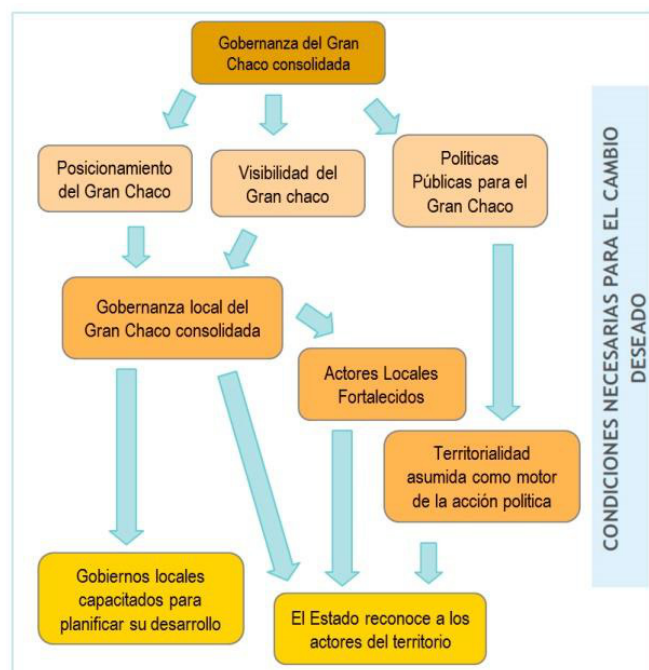 Gobernanza del Gran
Chaco consolidada
Posicionamiento
del Gran Chaco
Visibilidad del
Gran chaco
Políticas
Públicas para el
Gran Chaco
Gobernanza local del
Gran Chaco consolidada
Actores Locales
Fortalecidos
Territorialidad
asumida como motor
de la acción política
Gobiernos locales
capacitados para
planificar su desarrollo
El Estado reconoce a los
actores del territorio
CONDICIONES NECESARIAS PARA EL CAMBIO
DESEADO